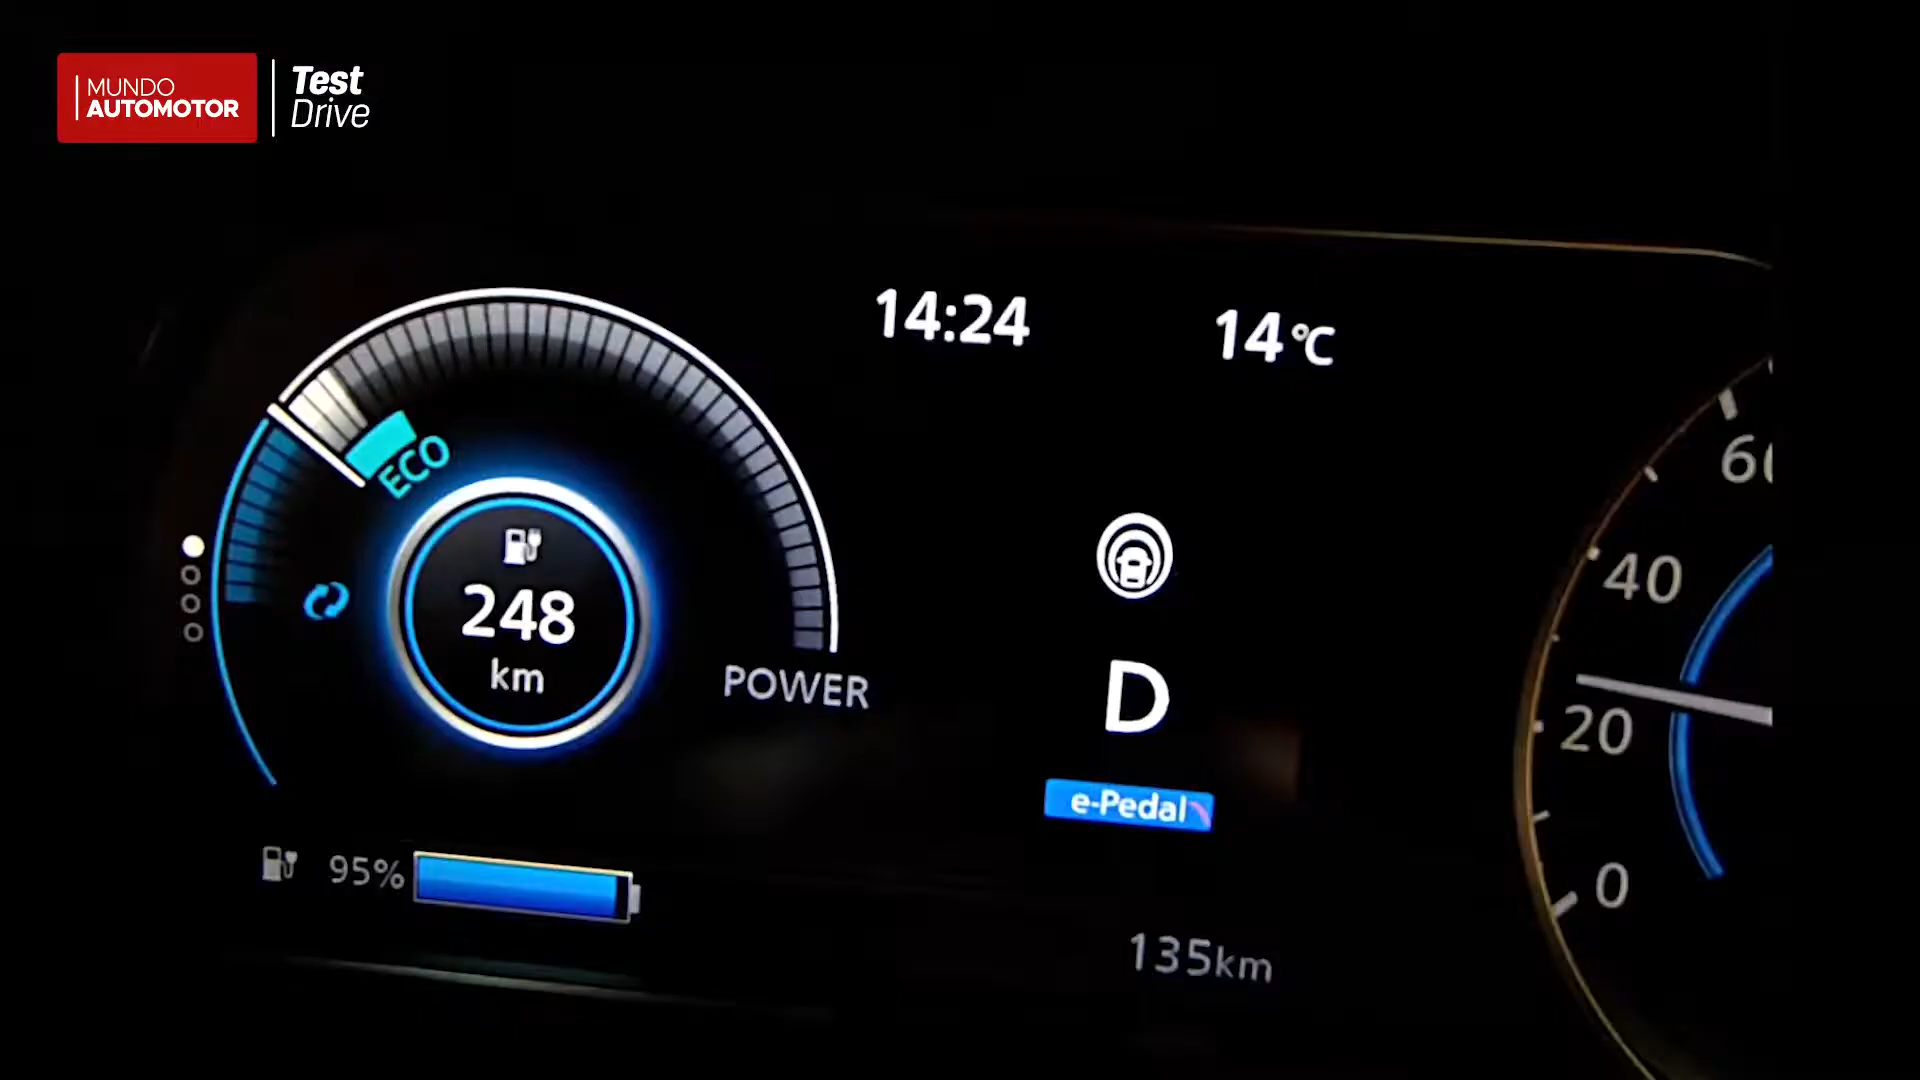 MUNDO
AUTOMOTOR
Test
Drive
14:24
14°C
ECO
248
km
POWER
D
e-Pedal
95%
135km
40
20
0